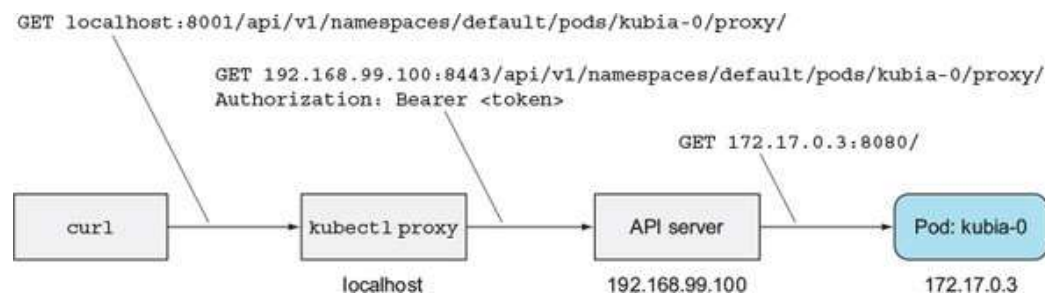 GET localhost:8001/api/v1/namespaces/default/pods/kubia-0/proxy/
GET 192.168.99.100:8443/api/v1/namespaces/default/pods/kubia-0/proxy/
Authorization: Bearer <token>
GET 172.17.0.3:8080/
curl
kubectl proxy
API server
Pod: kubia-0
localhost
192.168.99.100
172.17.0.3